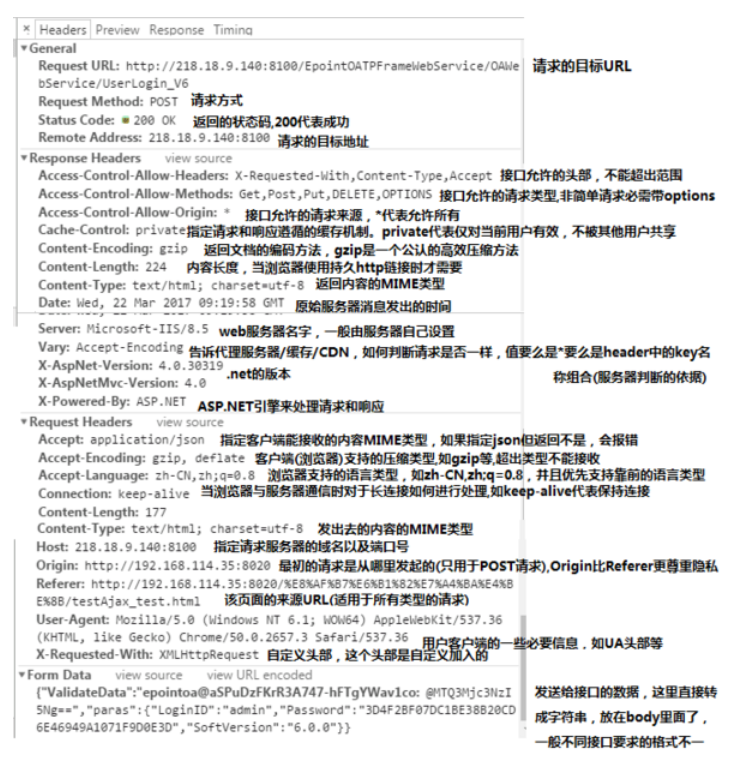 × Headers Preview Response Timing
▼General
Request URL: http://218.18.9.140:8100/EpointOATPFrameWebService/OAWe 请求的目标URL
bService/UserLogin_V6
Request Method: POST 请求方式
Status Code: 200 OK 返回的状态码,200代表成功
Remote Address: 218.18.9.140:8100 请求的目标地址
▼Response Headers view source
Access-Control-Allow-Headers: X-Requested-With,Content-Type,Accept 接口允许的头部，不能超出范围
Access-Control-Allow-Methods: Get,Post,Put,DELETE,OPTIONS 接口允许的请求类型,非简单请求必需带options
Access-Control-Allow-Origin: * 接口允许的请求来源，*代表允许所有
Cache-Control: private指定请求和响应遵循的缓存机制。private代表仅对当前用户有效，不被其他用户共享
Content-Encoding: gzip 返回文档的编码方法，gzip是一个公认的高效压缩方法
Content-Length: 224 内容长度，当浏览器使用持久http链接时才需要
Content-Type: text/html; charset=utf-8 返回内容的MIME类型
Date: Wed, 22 Mar 2017 09:19:58 GMT 原始服务器消息发出的时间
Server: Microsoft-IIS/8.5 web服务器名字，一般由服务器自己设置
Vary: Accept-Encoding 告诉代理服务器/缓存/CDN，如何判断请求是否一样，值要么是*要么是header中的key名
X-AspNet-Version: 4.0.30319 .net的版本 称组合(服务器判断的依据)
X-AspNetMvc-Version: 4.0
X-Powered-By: ASP.NET ASP.NET引擎来处理请求和响应
▼Request Headers view source
Accept: application/json 指定客户端能接收的内容MIME类型，如果指定json但返回不是，会报错
Accept-Encoding: gzip, deflate 客户端(浏览器)支持的压缩类型,如gzip等,超出类型不能接收
Accept-Language: zh-CN,zh;q=0.8 浏览器支持的语言类型，如zh-CN,zh;q=0.8，并且优先支持靠前的语言类型
Connection: keep-alive 当浏览器与服务器通信时对于长连接如何进行处理,如keep-alive代表保持连接
Content-Length: 177
Content-Type: text/html; charset=utf-8 发出去的内容的MIME类型
Host: 218.18.9.140:8100 指定请求服务器的域名以及端口号
Origin: http://192.168.114.35:8020 最初的请求是从哪里发起的(只用于POST请求),Origin比Referer更尊重隐私
Referer: http://192.168.114.35:8020/%E8%AF%B7%E6%B1%82%E7%A4%BA%E4%B
E%8B/testAjax_test.html 该页面的来源URL(适用于所有类型的请求)
User-Agent: Mozilla/5.0 (Windows NT 6.1; WOW64) AppleWebKit/537.36
(KHTML, like Gecko) Chrome/50.0.2657.3 Safari/537.36 用户客户端的一些必要信息，如UA头部等
X-Requested-With: XMLHttpRequest 自定义头部，这个头部是自定义加入的
▼Form Data view source view URL encoded
{"ValidateData":"epointoa@aSPuDzFKrR3A747-hFTgYWav1co: @MTQ3Mjc3NzI 发送给接口的数据，这里直接转
5Ng==","paras":{"LoginID":"admin","Password":"3D4F2BF07DC1BE38B20CD 成字符串，放在body里面了，
6E46949A1071F9D0E3D","SoftVersion":"6.0.0"}} 一般不同接口要求的格式不一